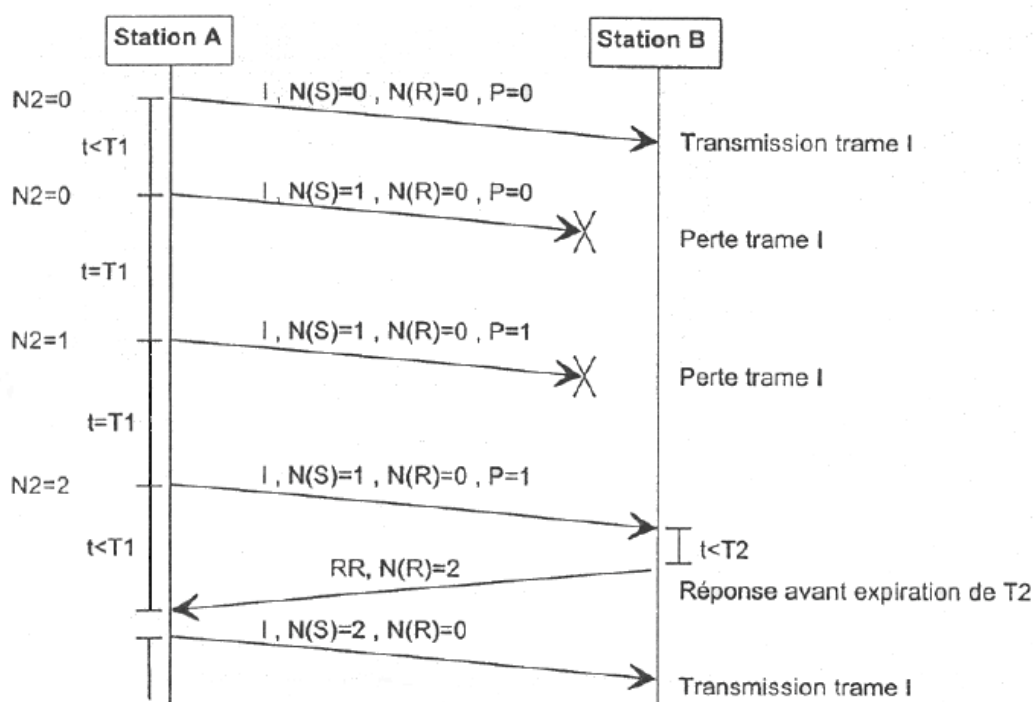 Station A
Station B
N2=0
I , N(S)=0 , N(R)=0 , P=0
t<T1
Transmission trame I
N2=0
I , N(S)=1 , N(R)=0 , P=0
Perte trame I
t=T1
N2=1
I , N(S)=1 , N(R)=0 , P=1
Perte trame I
t=T1
N2=2
I , N(S)=1 , N(R)=0 , P=1
t<T1
t<T2
RR, N(R)=2
Réponse avant expiration de T2
I , N(S)=2 , N(R)=0
Transmission trame I